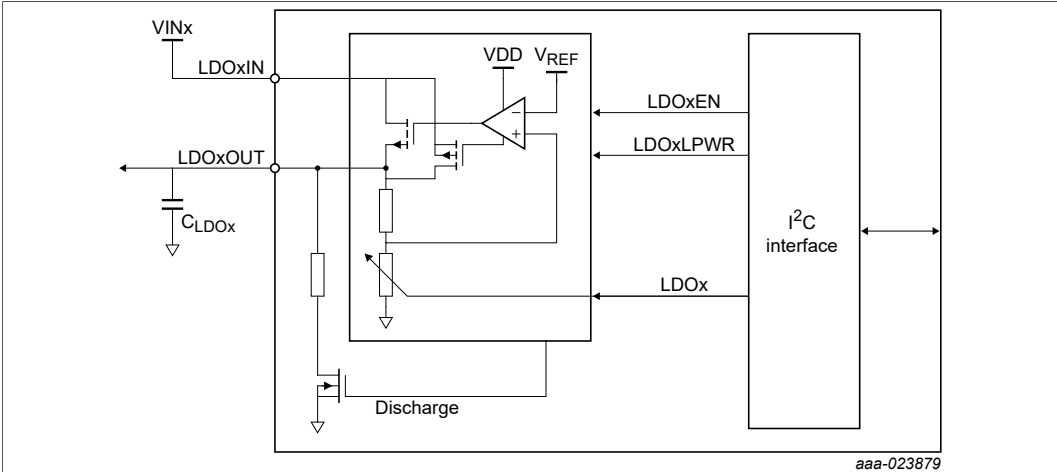 VINx
LDOxIN
VDD
VREF
−
+
LDOxEN
LDOxLPWR
LDOxOUT
CLDOx
I2C
interface
LDOx
Discharge
aaa-023879